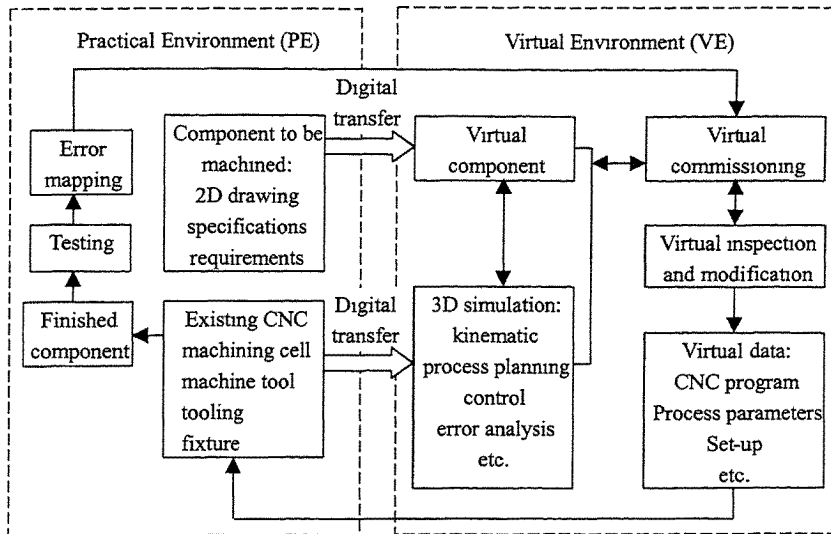 Practical Environment (PE)
Virtual Environment (VE)
Digital
transfer
Error
mapping
Component to be
machined:
2D drawing
specifications
requirements
Virtual
component
Virtual
commissioning
Testing
Virtual inspection
and modification
Finished
component
Existing CNC
machining cell
machine tool
tooling
fixture
Digital
transfer
3D simulation:
kinematic
process planning
control
error analysis
etc.
Virtual data:
CNC program
Process parameters
Set-up
etc.